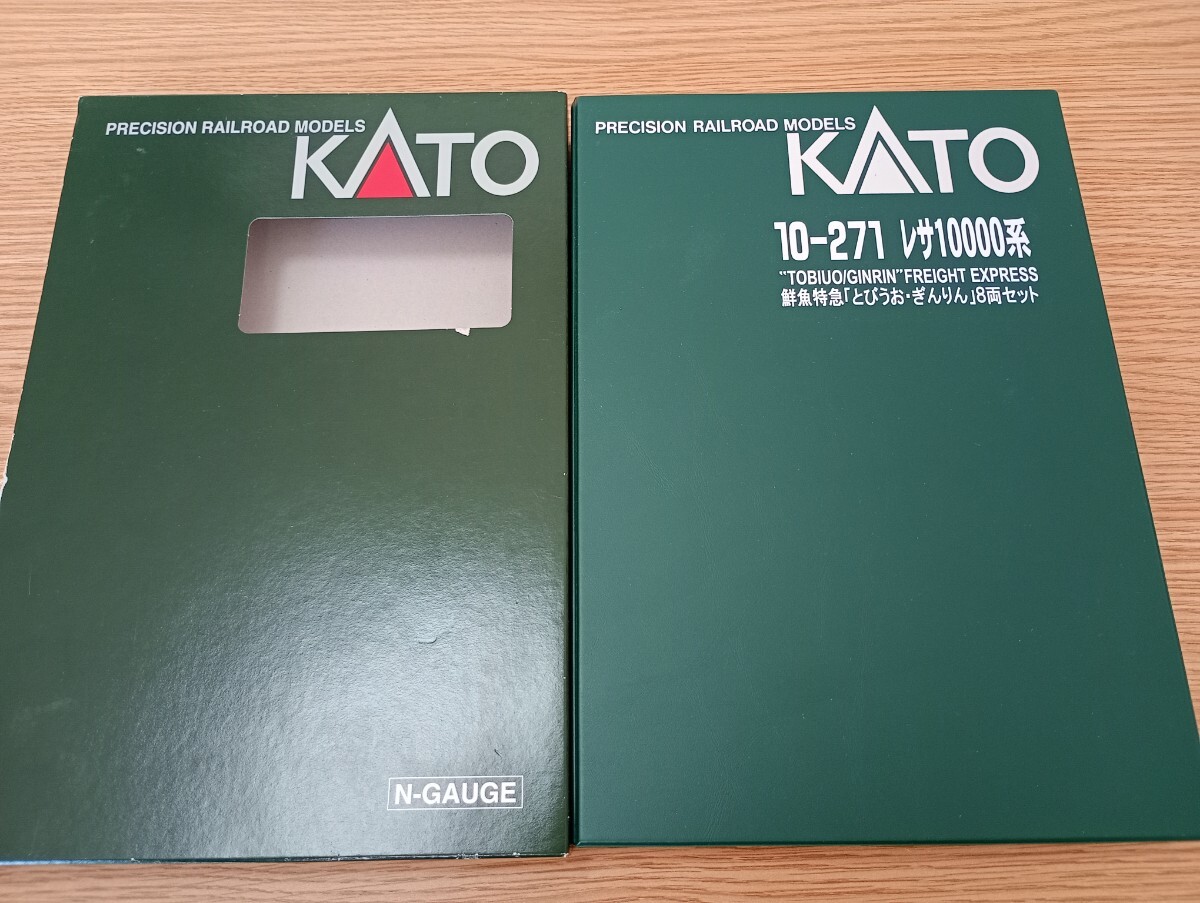 PRECISION RAILROAD MODELS
KATO
N-GAUGE
PRECISION RAILROAD MODELS
KATO
10-271 レサ10000系
"TOBIUO/GINRIN"FREIGHT EXPRESS
鮮魚特急「とびうお・ぎんりん」8両セット